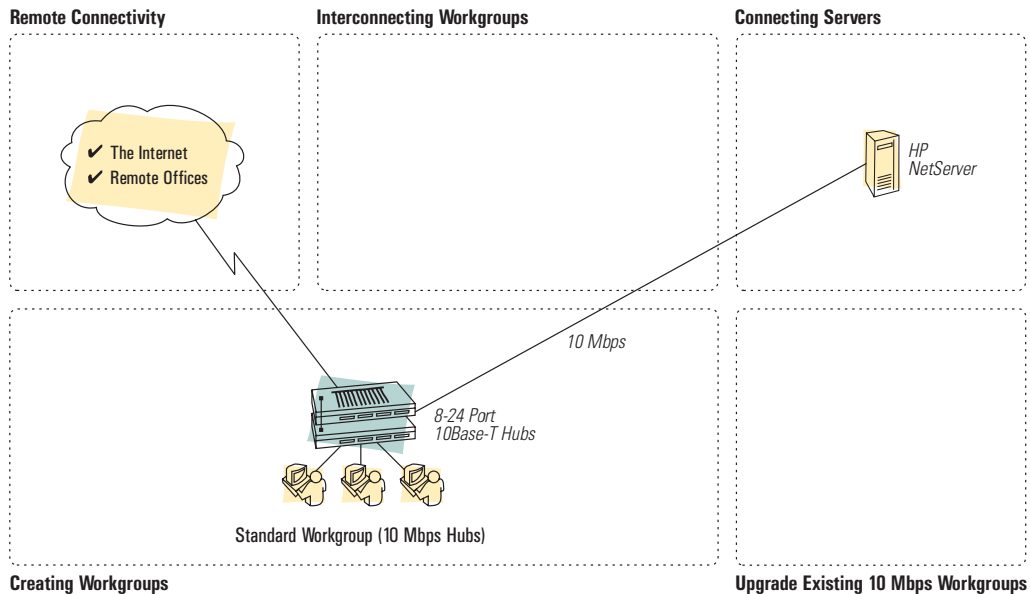 Remote Connectivity
Interconnecting Workgroups
Connecting Servers
✔ The Internet
✔ Remote Offices
HP
NetServer
10 Mbps
8-24 Port
10Base-T Hubs
Standard Workgroup (10 Mbps Hubs)
Creating Workgroups
Upgrade Existing 10 Mbps Workgroups